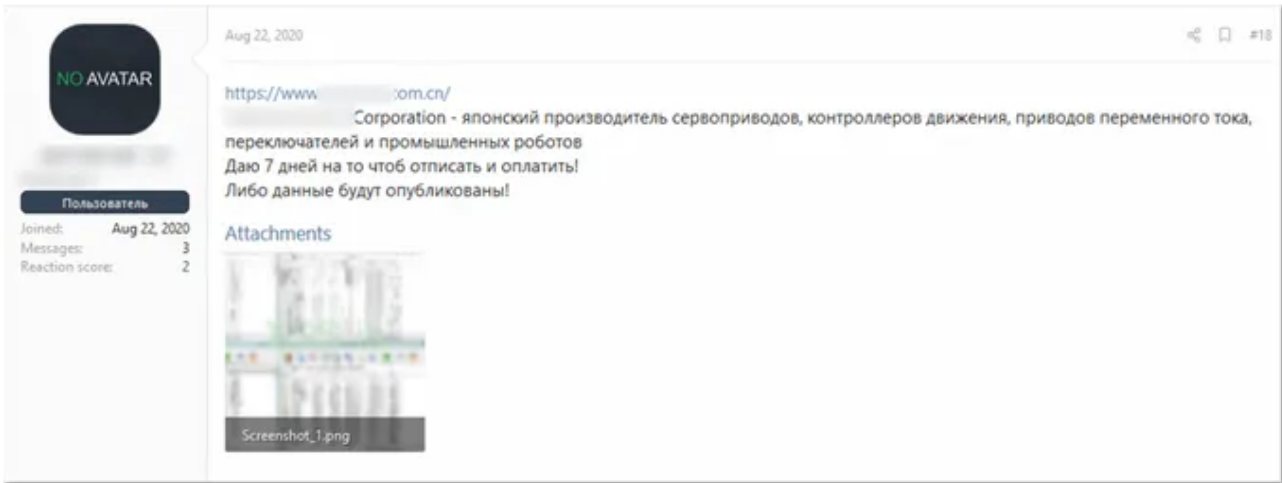 NO AVATAR
Пользователь
Joined: Aug 22, 2020
Messages: 3
Reaction score: 2
Aug 22, 2020
#18
https://www om.cn/
Corporation - японский производитель сервоприводов, контроллеров движения, приводов переменного тока,
переключателей и промышленных роботов
Даю 7 дней на то чтоб отписать и оплатить!
Либо данные будут опубликованы!
Attachments
Screenshot_1.png